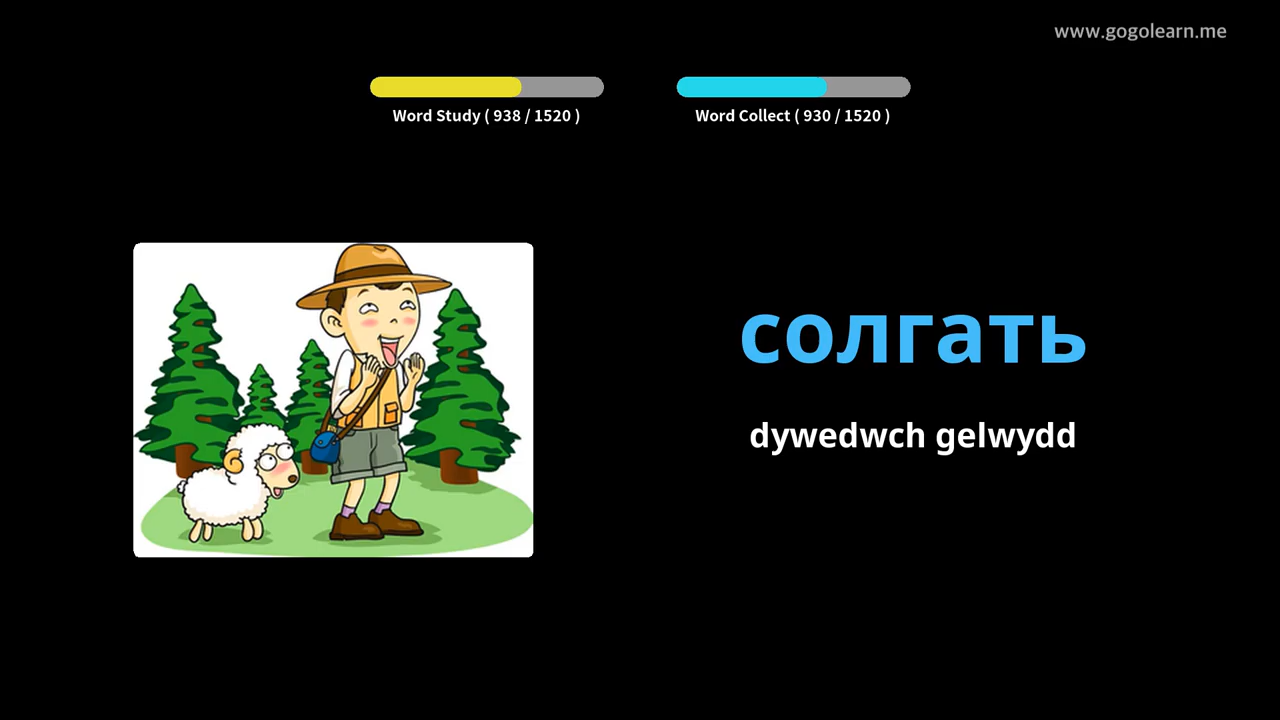 www.gogolearn.me
Word Study ( 938 / 1520 )
Word Collect ( 930 / 1520 )
солгать
dywedwch gelwydd